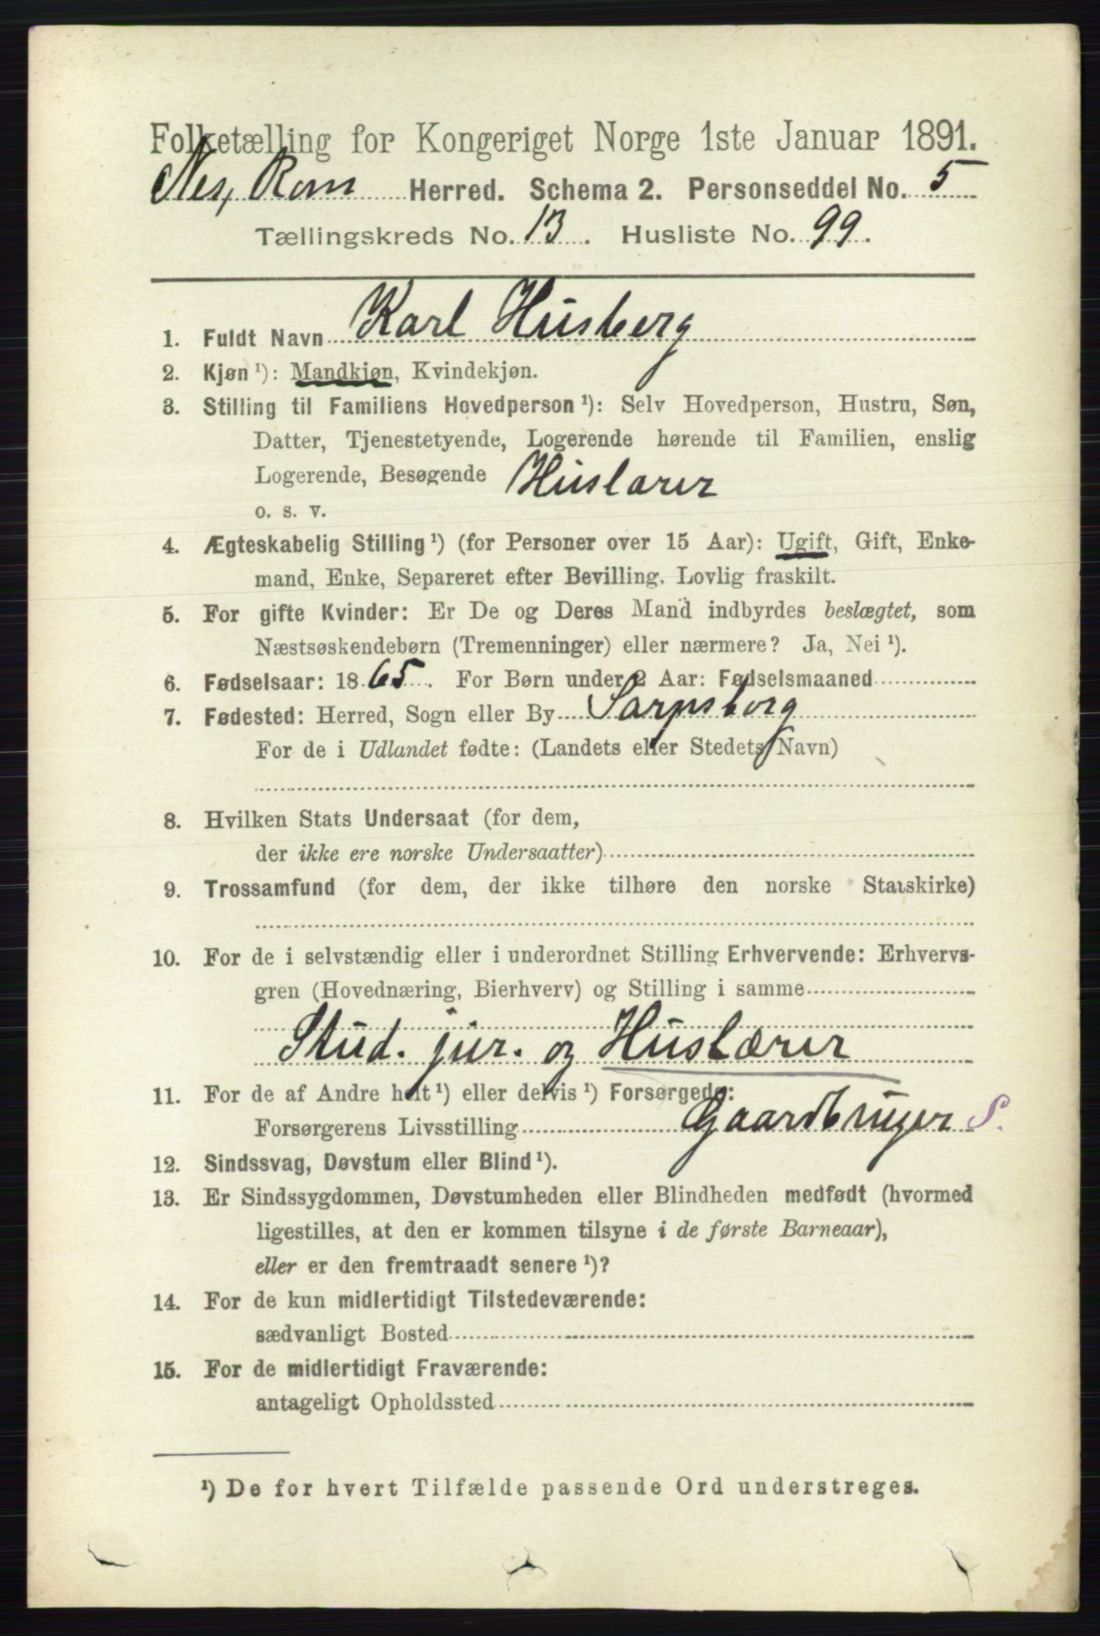 Folketælling for Kongeriget Norge 1ste Januar 1891.
Nes, Rom Herred. Schema 2. Personseddel No. 5
Tællingskreds No. 13. Husliste No. 99.
1. Fuldt Navn Karl Husberg
2. Kjøn ¹): Mandkjøn, Kvindekjøn.
3. Stilling til Familiens Hovedperson ¹): Selv Hovedperson, Hustru, Søn,
Datter, Tjenestetyende, Logerende hørende til Familien, enslig
Logerende, Besøgende Huslærer
o. s. v.
4. Ægteskabelig Stilling ¹) (for Personer over 15 Aar): Ugift, Gift, Enke-
mand, Enke, Separeret efter Bevilling. Lovlig fraskilt.
5. For gifte Kvinder: Er De og Deres Mand indbyrdes beslægtet, som
Næstsøskendebørn (Tremenninger) eller nærmere? Ja, Nei ¹).
6. Fødselsaar: 1865. For Børn under 2 Aar: Fødselsmaaned
7. Fødested: Herred, Sogn eller By Sarpsborg
For de i Udlandet fødte: (Landets eller Stedets Navn)
8. Hvilken Stats Undersaat (for dem,
der ikke ere norske Undersaatter)
9. Trossamfund (for dem, der ikke tilhøre den norske Statskirke)
10. For de i selvstændig eller i underordnet Stilling Erhvervende: Erhvervs-
gren (Hovednæring, Bierhverv) og Stilling i samme
Stud. jur. og Huslærer
11. For de af Andre helt ¹) eller delvis ¹) Forsørgede:
Forsørgerens Livsstilling Gaardbruger S.
12. Sindssvag, Døvstum eller Blind ¹).
13. Er Sindssygdommen, Døvstumheden eller Blindheden medfødt (hvormed
ligestilles, at den er kommen tilsyne i de første Barneaar),
eller er den fremtraadt senere ¹)?
14. For de kun midlertidigt Tilstedeværende:
sædvanligt Bosted
15. For de midlertidigt Fraværende:
antageligt Opholdssted
¹) De for hvert Tilfælde passende Ord understreges.